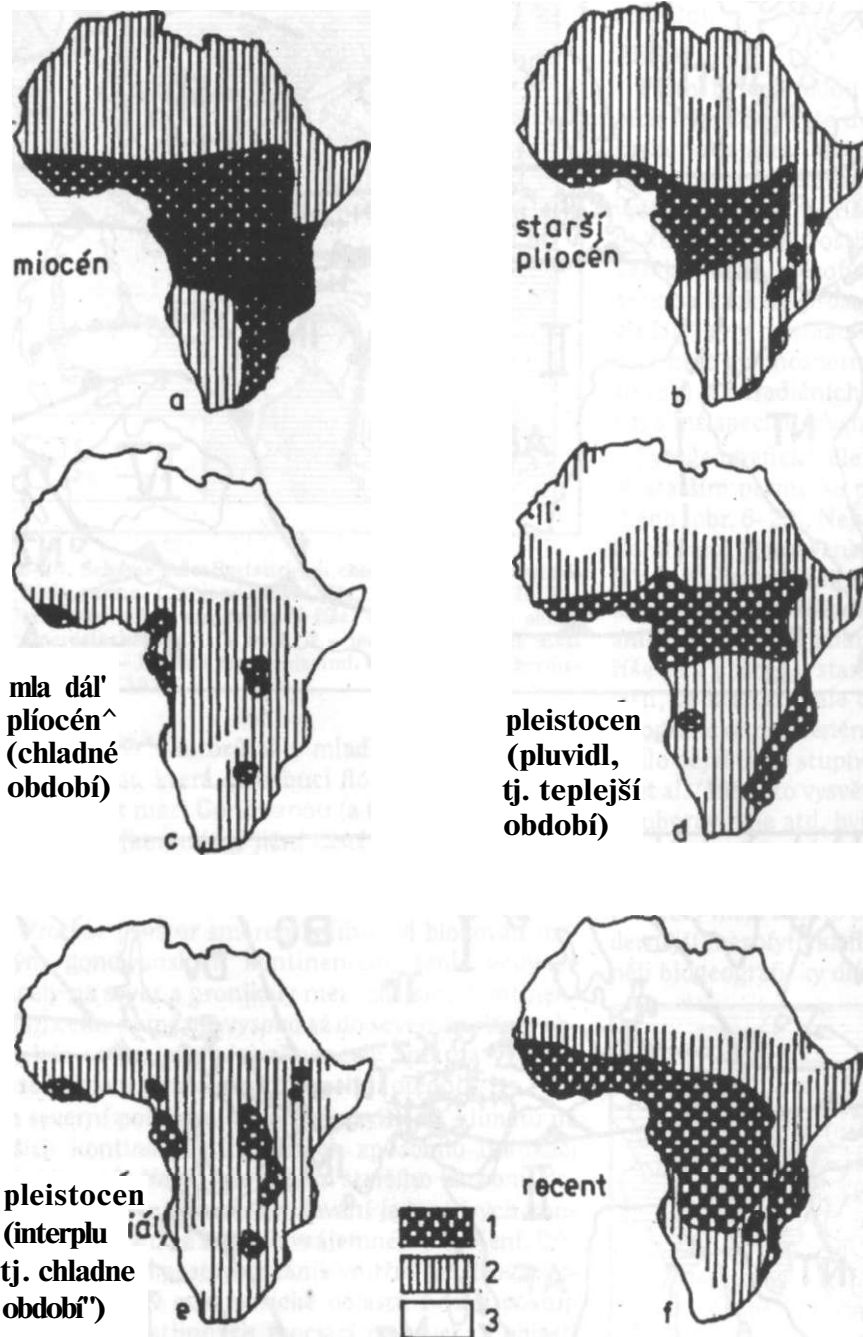 miocén
a
starší
pliocén
b
mla dál'
plíocén^
(chladné
období)
c
pleistocen
(pluvidl,
tj. teplejší
období)
d
pleistocen
(interplu
iál,
tj. chladne
období")
e
1
2
3
recent
f